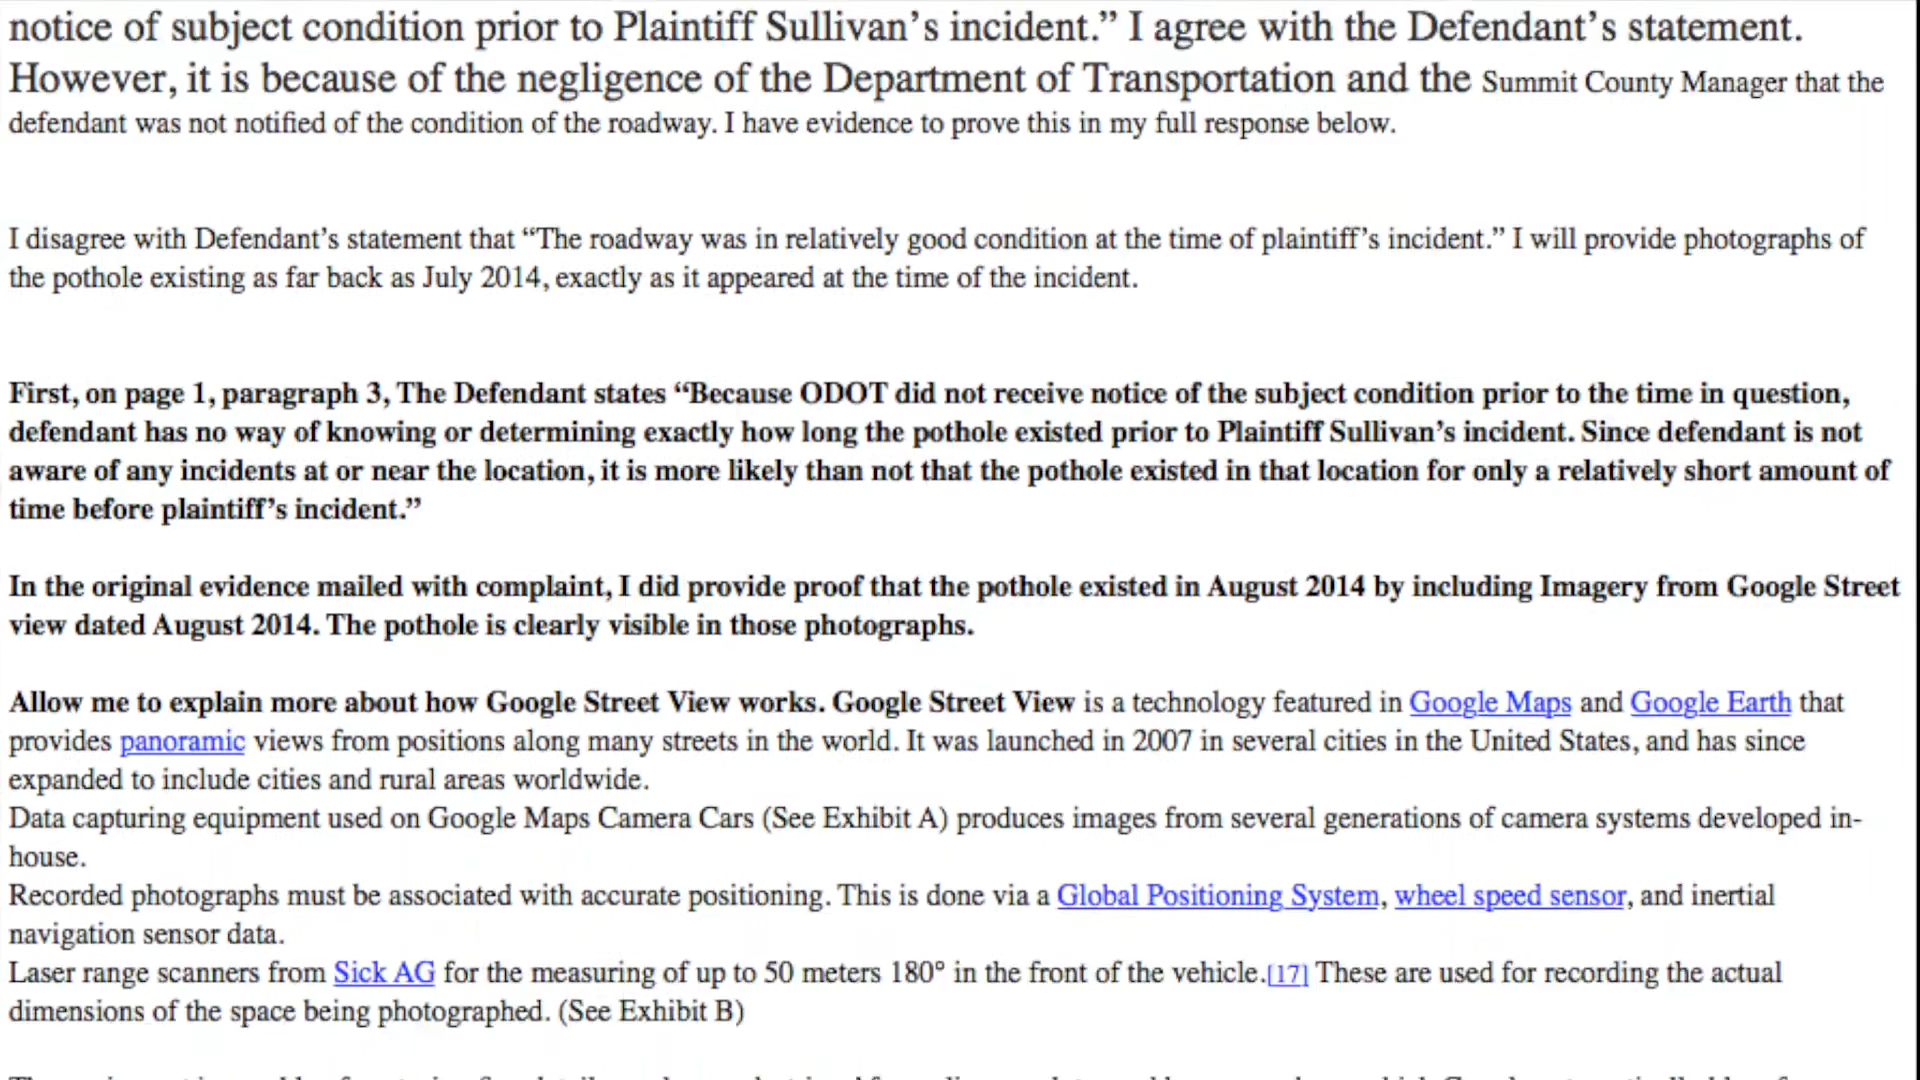 notice of subject condition prior to Plaintiff Sullivan’s incident.” I agree with the Defendant’s statement.
However, it is because of the negligence of the Department of Transportation and the Summit County Manager that the
defendant was not notified of the condition of the roadway. I have evidence to prove this in my full response below.
I disagree with Defendant’s statement that “The roadway was in relatively good condition at the time of plaintiff’s incident.” I will provide photographs of
the pothole existing as far back as July 2014, exactly as it appeared at the time of the incident.
First, on page 1, paragraph 3, The Defendant states “Because ODOT did not receive notice of the subject condition prior to the time in question,
defendant has no way of knowing or determining exactly how long the pothole existed prior to Plaintiff Sullivan’s incident. Since defendant is not
aware of any incidents at or near the location, it is more likely than not that the pothole existed in that location for only a relatively short amount of
time before plaintiff’s incident.”
In the original evidence mailed with complaint, I did provide proof that the pothole existed in August 2014 by including Imagery from Google Street
view dated August 2014. The pothole is clearly visible in those photographs.
Allow me to explain more about how Google Street View works. Google Street View is a technology featured in Google Maps and Google Earth that
provides panoramic views from positions along many streets in the world. It was launched in 2007 in several cities in the United States, and has since
expanded to include cities and rural areas worldwide.
Data capturing equipment used on Google Maps Camera Cars (See Exhibit A) produces images from several generations of camera systems developed in-
house.
Recorded photographs must be associated with accurate positioning. This is done via a Global Positioning System, wheel speed sensor, and inertial
navigation sensor data.
Laser range scanners from Sick AG for the measuring of up to 50 meters 180° in the front of the vehicle.[17] These are used for recording the actual
dimensions of the space being photographed. (See Exhibit B)